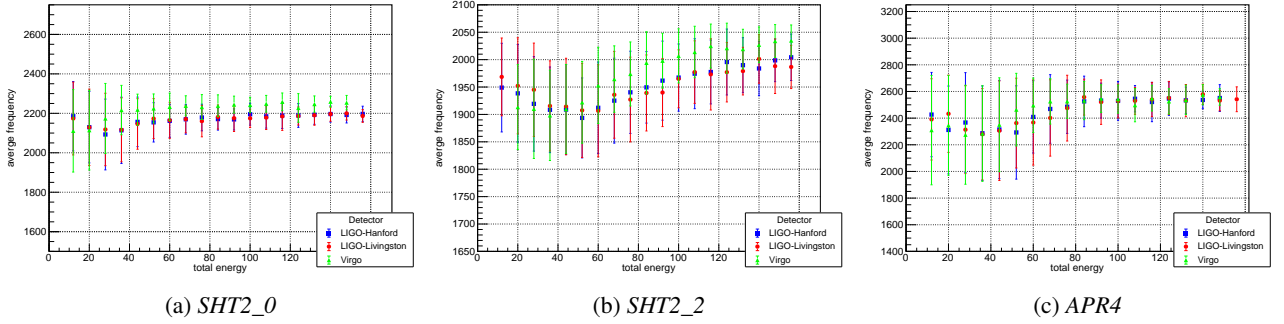 averge frequency
2600
2400
2200
2000
1800
1600
0
20
40
60
80
100
120
140
total energy
Detector
LIGO-Hanford
LIGO-Livingston
Virgo
(a) SHT2_0
averge frequency
2100
2050
2000
1950
1900
1850
1800
1750
1700
1650
0
20
40
60
80
100
120
140
total energy
Detector
LIGO-Hanford
LIGO-Livingston
Virgo
(b) SHT2_2
averge frequency
3200
3000
2800
2600
2400
2200
2000
1800
1600
1400
0
20
40
60
80
100
120
140
total energy
Detector
LIGO-Hanford
LIGO-Livingston
Virgo
(c) APR4